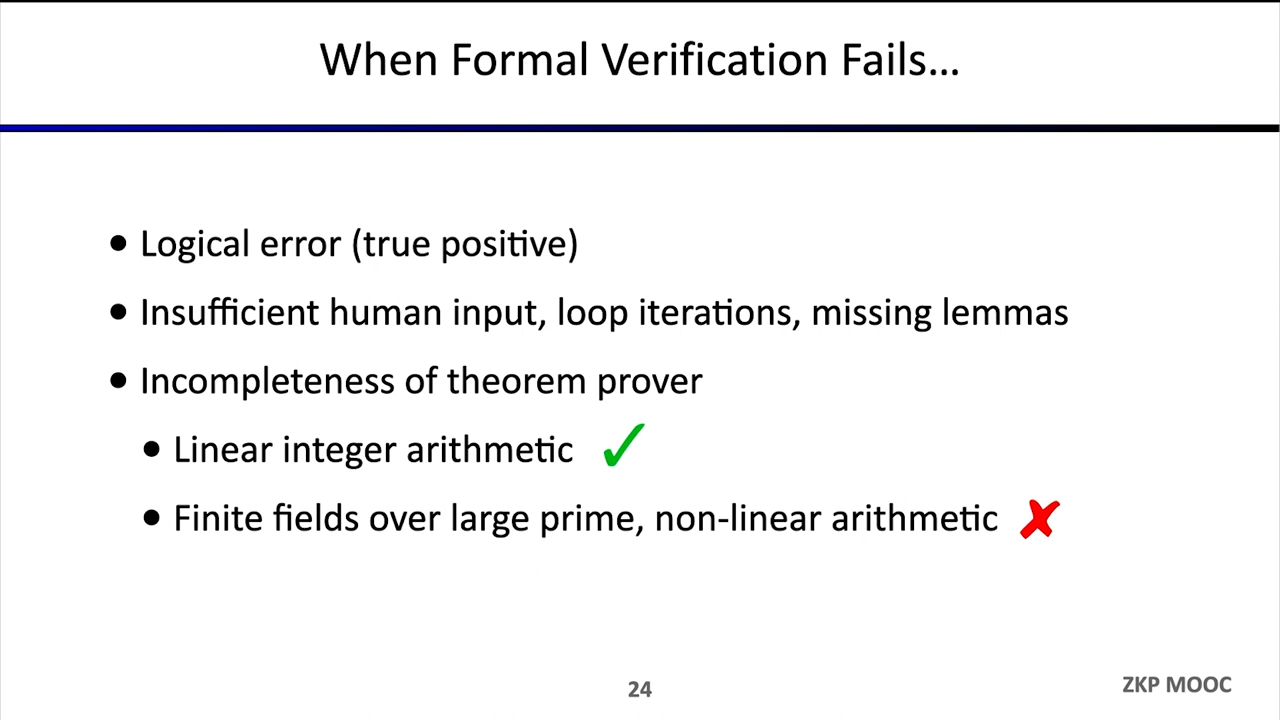 When Formal Verification Fails…
• Logical error (true positive)
• Insufficient human input, loop iterations, missing lemmas
• Incompleteness of theorem prover
• Linear integer arithmetic ✓
• Finite fields over large prime, non-linear arithmetic ✗
24
ZKP MOOC